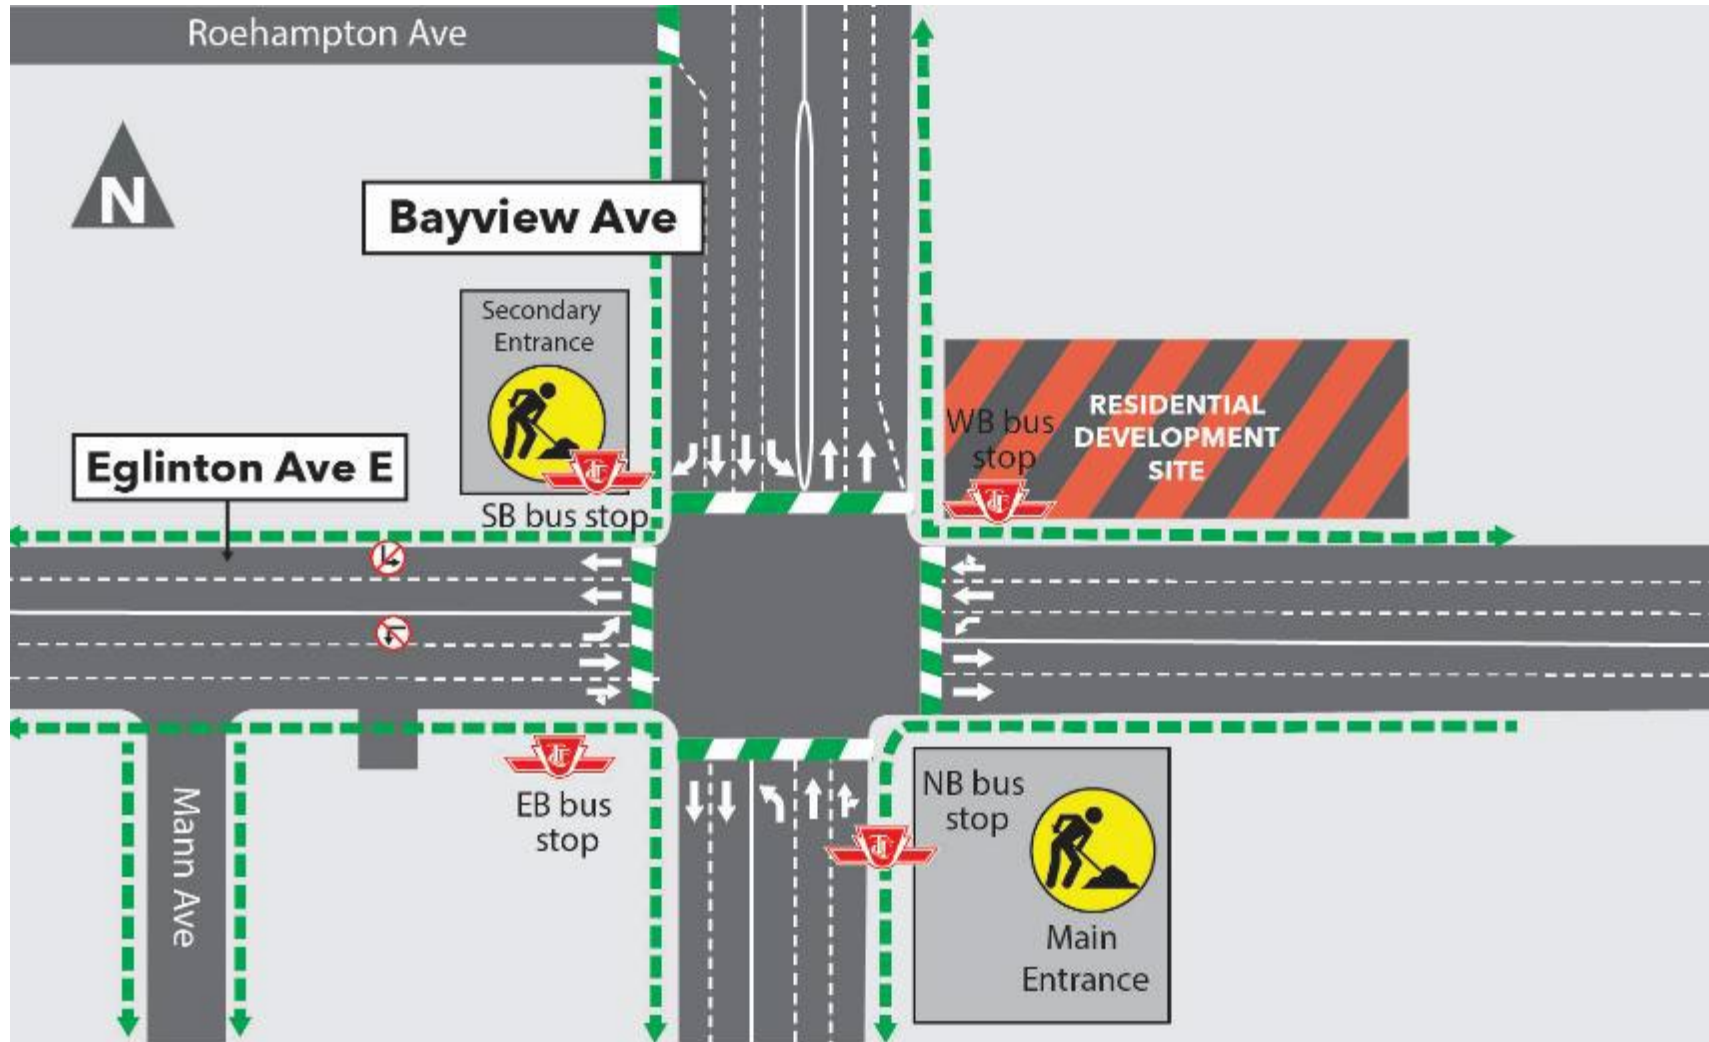 Roehampton Ave
N
Bayview Ave
Secondary
Entrance
WB bus
stop
RESIDENTIAL
DEVELOPMENT
SITE
Eglinton Ave E
SB bus stop
EB bus
stop
NB bus
stop
Mann Ave
Main
Entrance